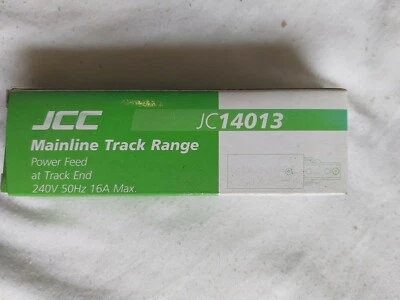 JCC
JC14013
Mainline Track Range
Power Feed
at Track End
240V 50Hz 16A Max.